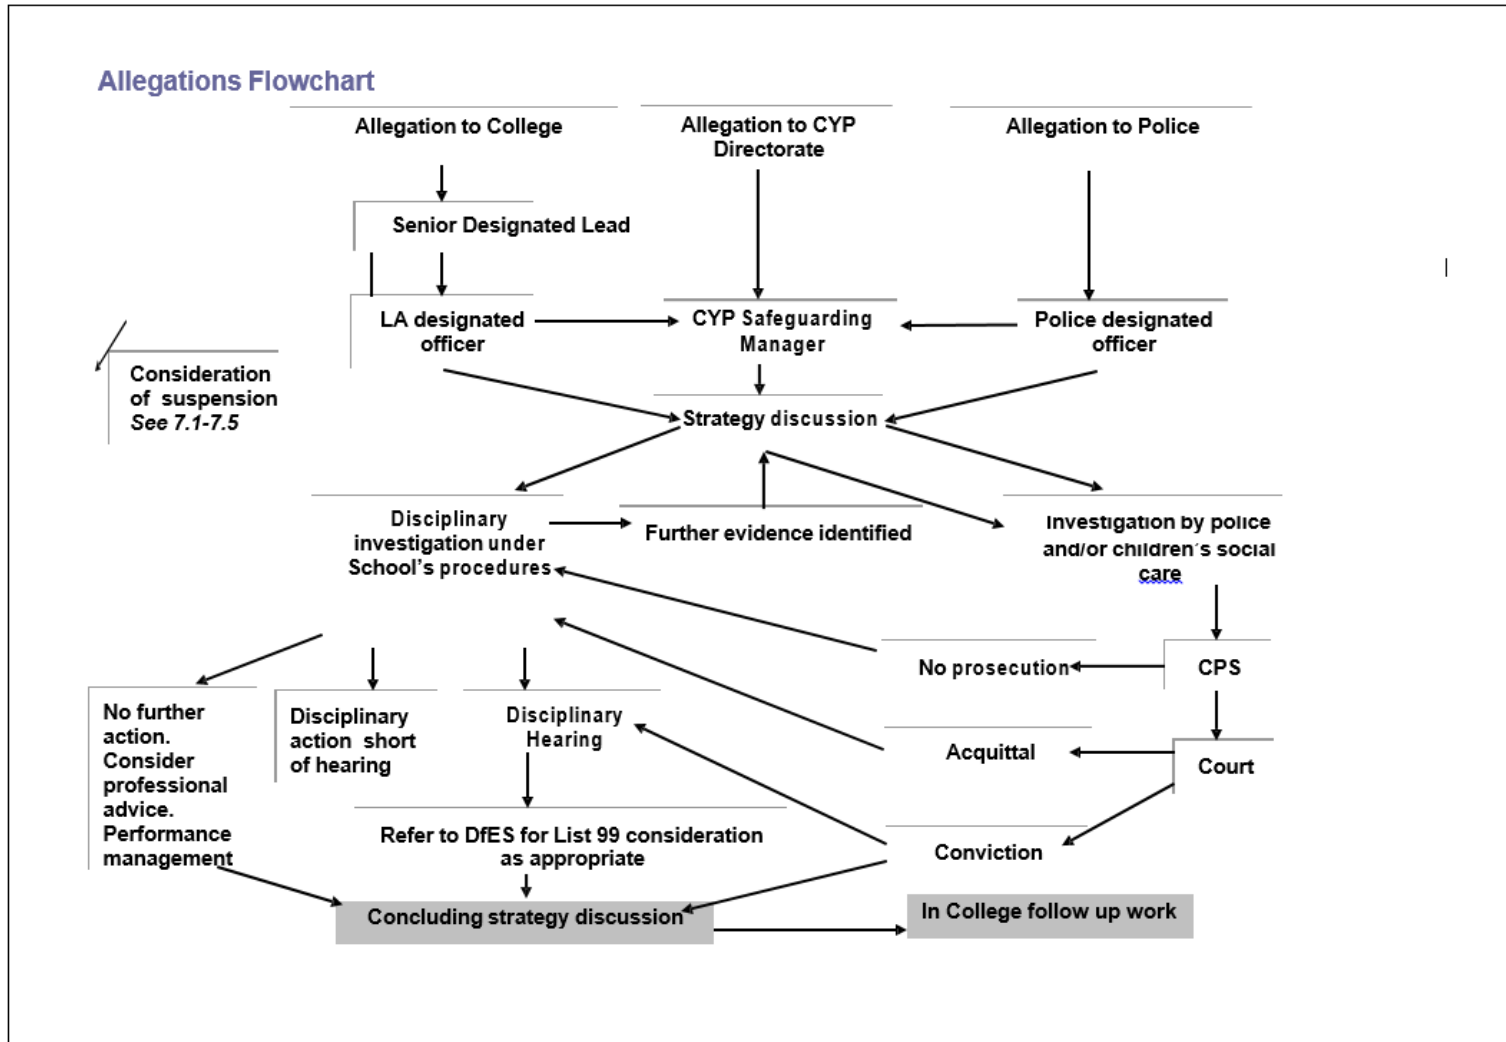 Allegations Flowchart
Allegation to College
Allegation to CYP
Directorate
Allegation to Police
Senior Designated Lead
LA designated
officer
CYP Safeguarding
Manager
Police designated
officer
Consideration
of suspension
See 7.1-7.5
Strategy discussion
Disciplinary
investigation under
School's procedures
Further evidence identified
Investigation by police
and/or children's social
care
No prosecution
CPS
No further
action.
Consider
professional
advice.
Performance
management
Disciplinary
action short
of hearing
Disciplinary
Hearing
Acquittal
Court
Refer to DfES for List 99 consideration
as appropriate
Conviction
Concluding strategy discussion
In College follow up work